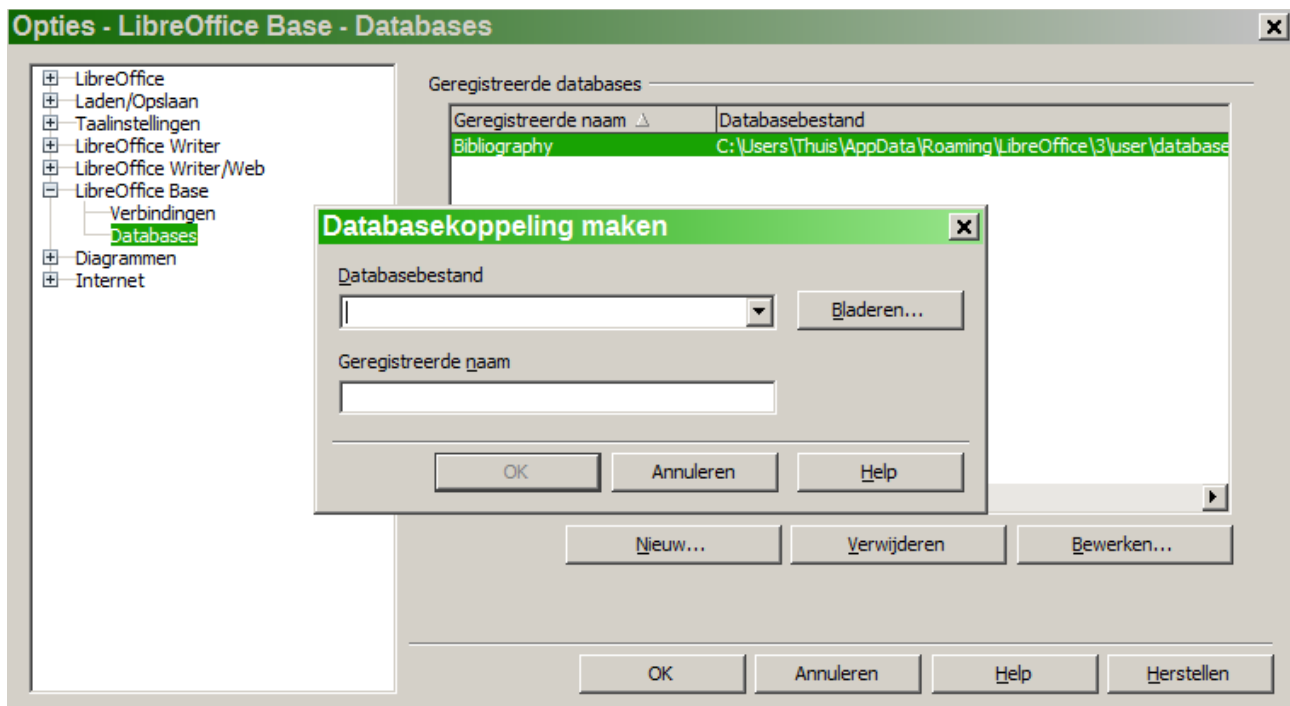 Opties - LibreOffice Base - Databases
LibreOffice
Laden/Opslaan
Taalinstellingen
LibreOffice Writer
LibreOffice Writer/Web
LibreOffice Base
Verbindingen
Databases
Diagrammen
Internet
Geregistreerde databases
Geregistreerde naam Databasebestand
Bibliography C:\Users\Thuis\AppData\Roaming\LibreOffice\3\user\database
Databasekoppeling maken
Databasebestand
Bladeren...
Geregistreerde naam
OK Annuleren Help
Nieuw... Verwijderen Bewerken...
OK Annuleren Help Herstellen